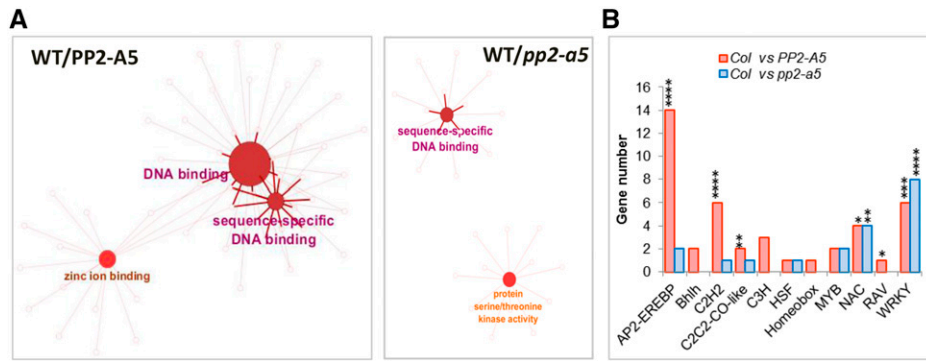 A
WT/PP2-A5
DNA binding
sequence-specific
DNA binding
zinc ion binding
WT/pp2-a5
sequence-specific
DNA binding
protein
serine/threonine
kinase activity
B
Col vs PP2-A5
Col vs pp2-a5
Gene number
16
14
12
10
8
6
4
2
0
****
****
**
*
**
*
***
****
AP2-EREBP
Bhlh
C2H2
C2C2-CO-like
C3H
HSF
Homeobox
MYB
NAC
RAV
WRKY